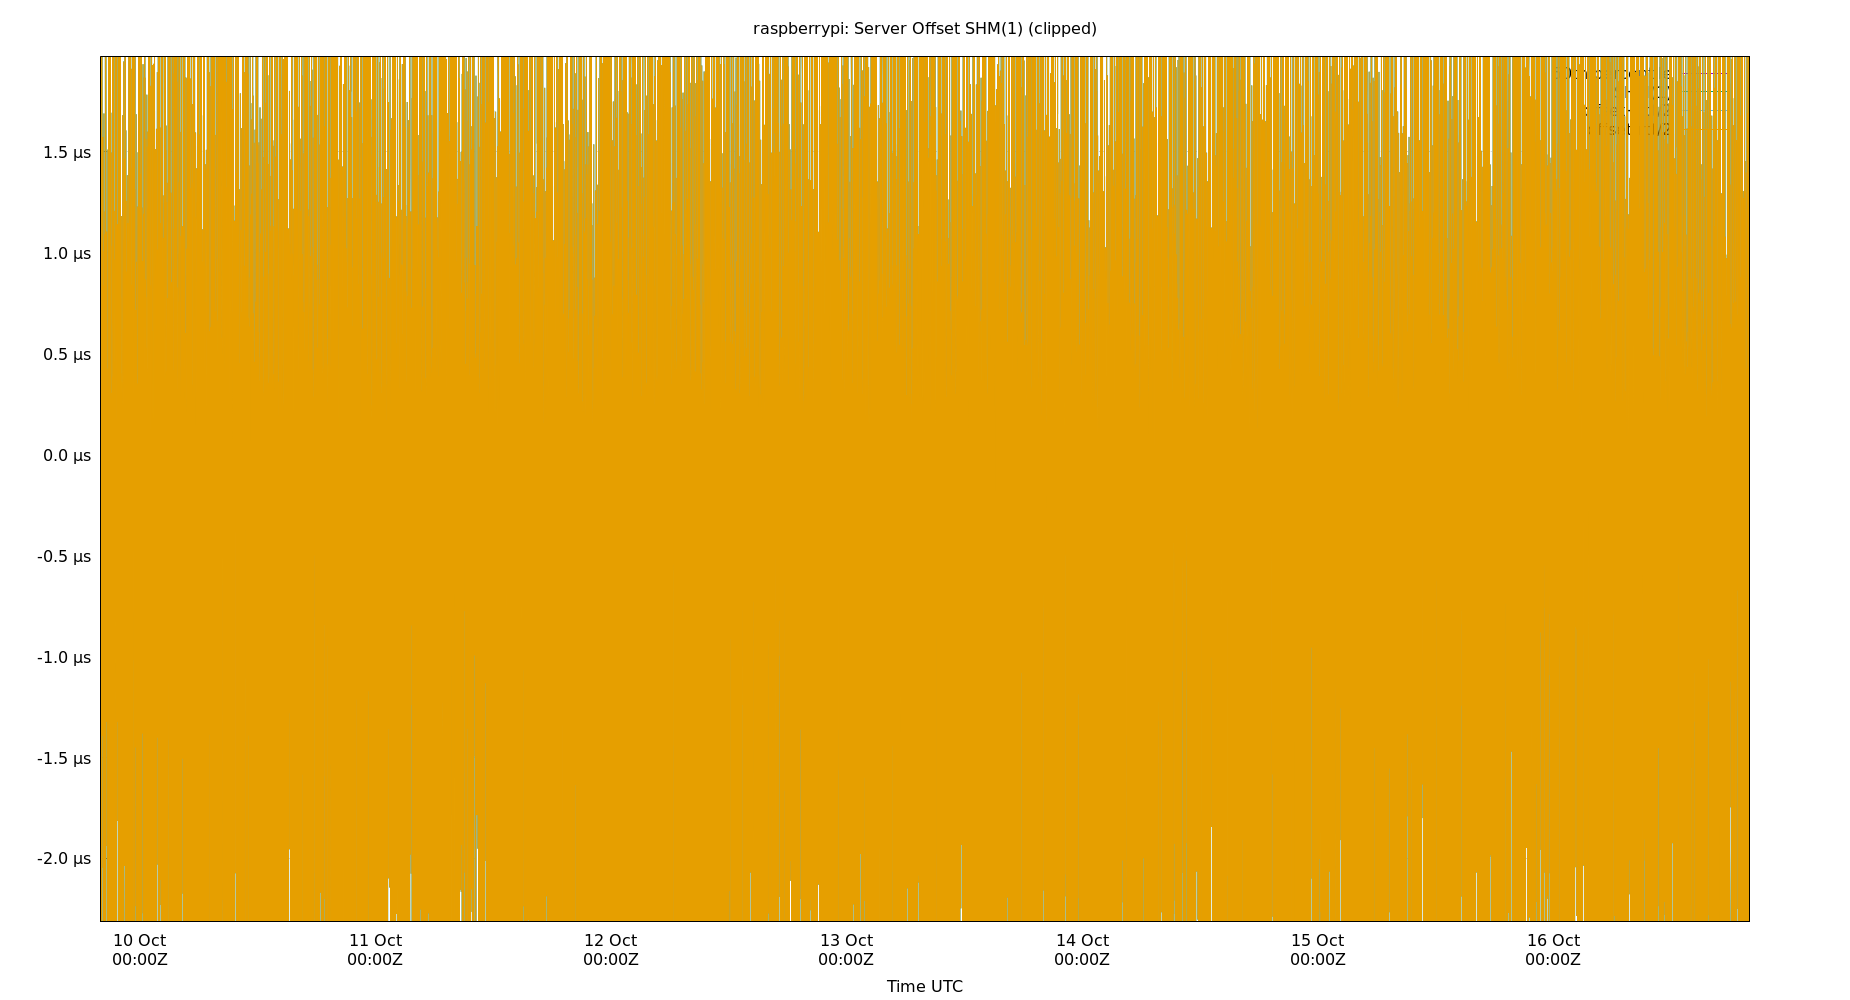 raspberrypi: Server Offset SHM(1) (clipped)
1.5 µs
1.0 µs
0.5 µs
0.0 µs
-0.5 µs
-1.0 µs
-1.5 µs
-2.0 µs
10 Oct 11 Oct 12 Oct 13 Oct 14 Oct 15 Oct 16 Oct
00:00Z 00:00Z 00:00Z 00:00Z 00:00Z 00:00Z 00:00Z
Time UTC